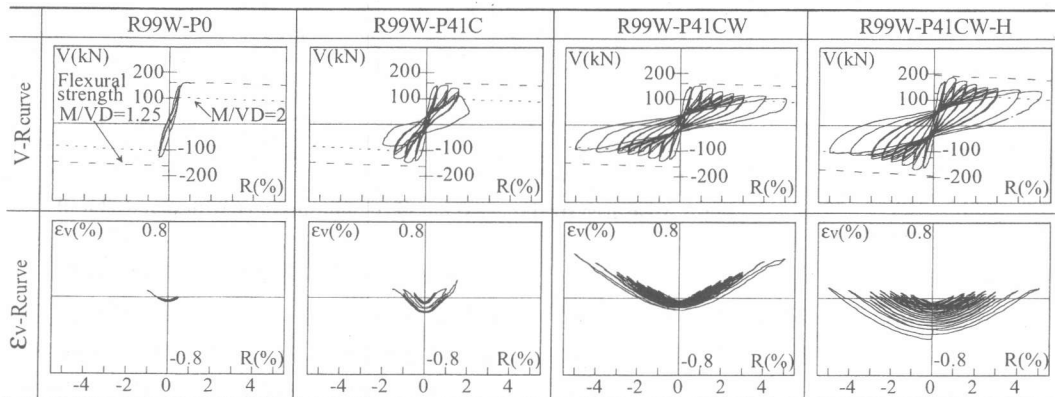 R99W-P0 R99W-P41C R99W-P41CW R99W-P41CW-H
V-Rcurve
V(kN)
200
Flexural
strength
100
M/VD=1.25
M/VD=2
-100
-200
R(%)
V(kN)
200
100
-100
-200
R(%)
V(kN)
200
100
-100
-200
R(%)
V(kN)
200
100
-100
-200
R(%)
εv-Rcurve
εv(%) 0.8
-0.8 R(%)
-4 -2 0 2 4
εv(%) 0.8
-0.8 R(%)
-4 -2 0 2 4
εv(%) 0.8
-0.8 R(%)
-4 -2 0 2 4
εv(%) 0.8
-0.8 R(%)
-4 -2 0 2 4